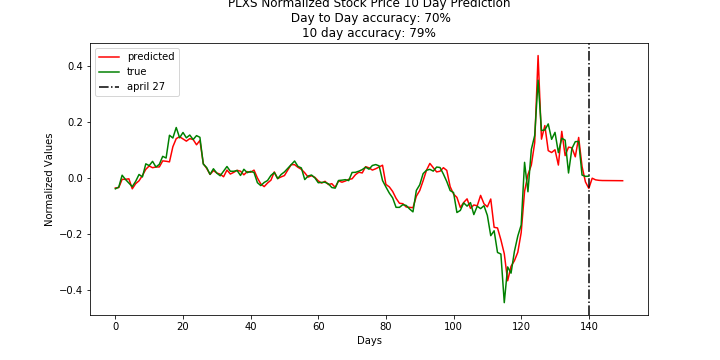 PLXS Normalized Stock Price 10 Day Prediction
Day to Day accuracy: 70%
10 day accuracy: 79%
predicted
true
april 27
Normalized Values
0.4
0.2
0.0
−0.2
−0.4
0 20 40 60 80 100 120 140
Days